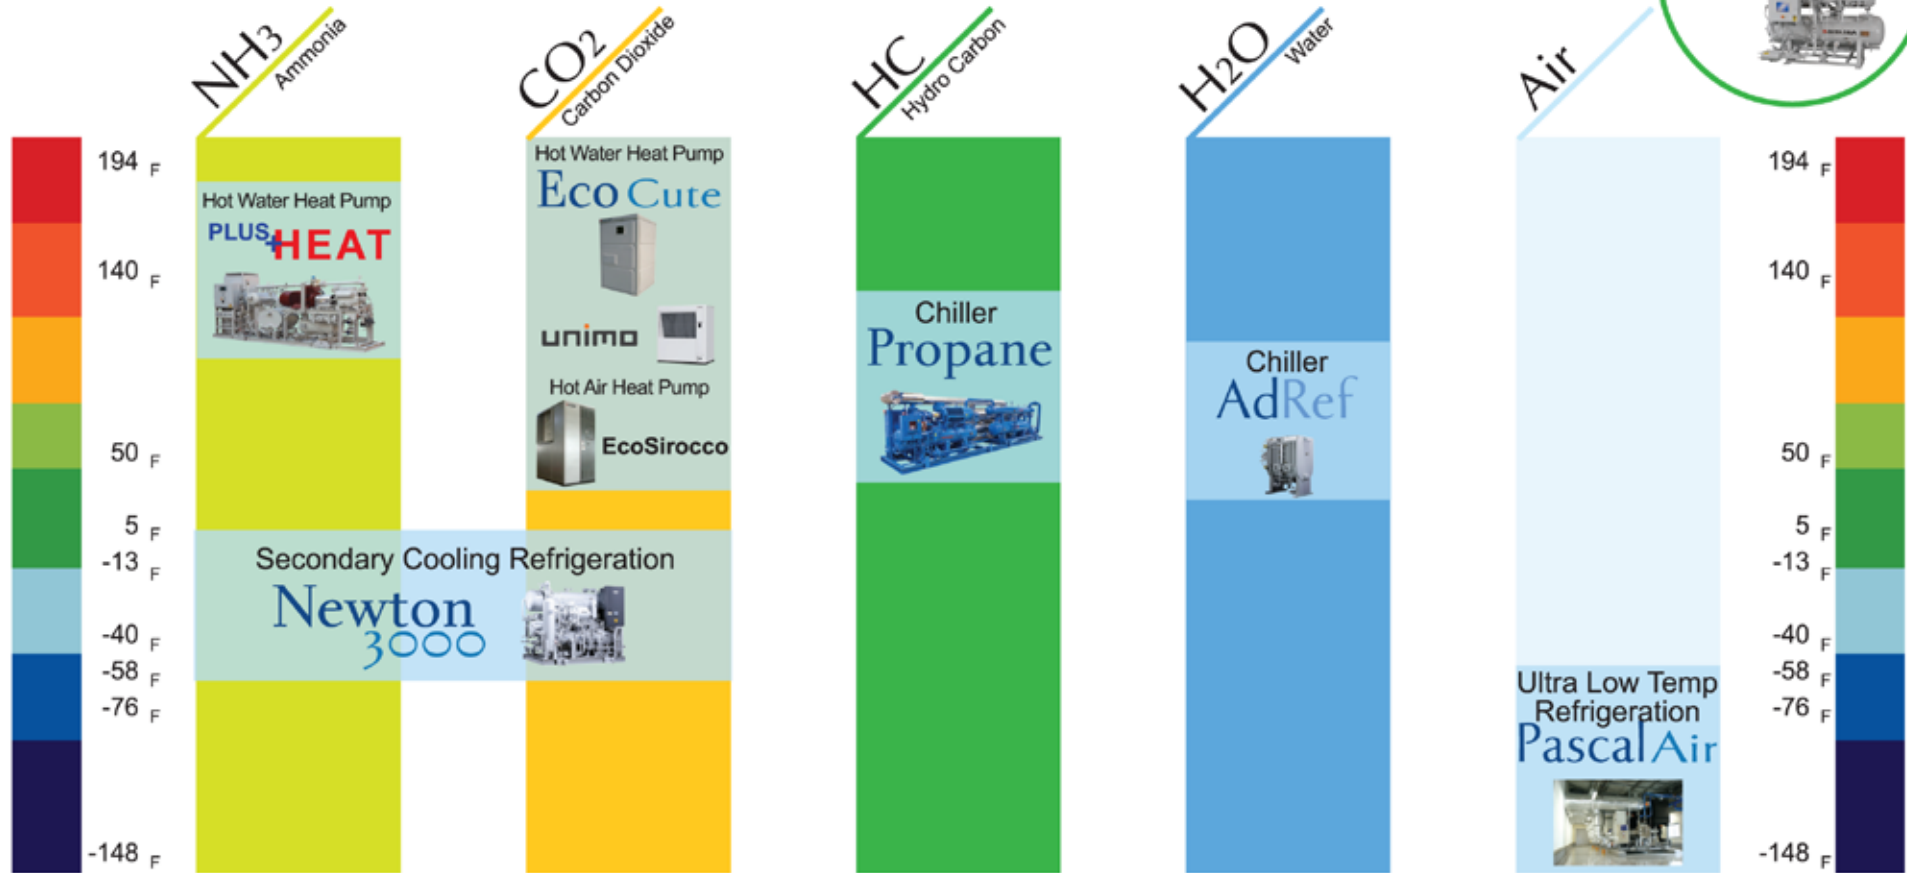 NH3
Ammonia
CO2
Carbon Dioxide
HC
Hydro Carbon
H2O
Water
Air
194 F
140 F
50 F
5 F
-13 F
-40 F
-58 F
-76 F
-148 F
Hot Water Heat Pump
PLUS+HEAT
Hot Water Heat Pump
Eco Cute
unimo
Hot Air Heat Pump
EcoSirocco
Secondary Cooling Refrigeration
Newton
3000
Chiller
Propane
Chiller
AdRef
Ultra Low Temp
Refrigeration
PascalAir
194 F
140 F
50 F
5 F
-13 F
-40 F
-58 F
-76 F
-148 F